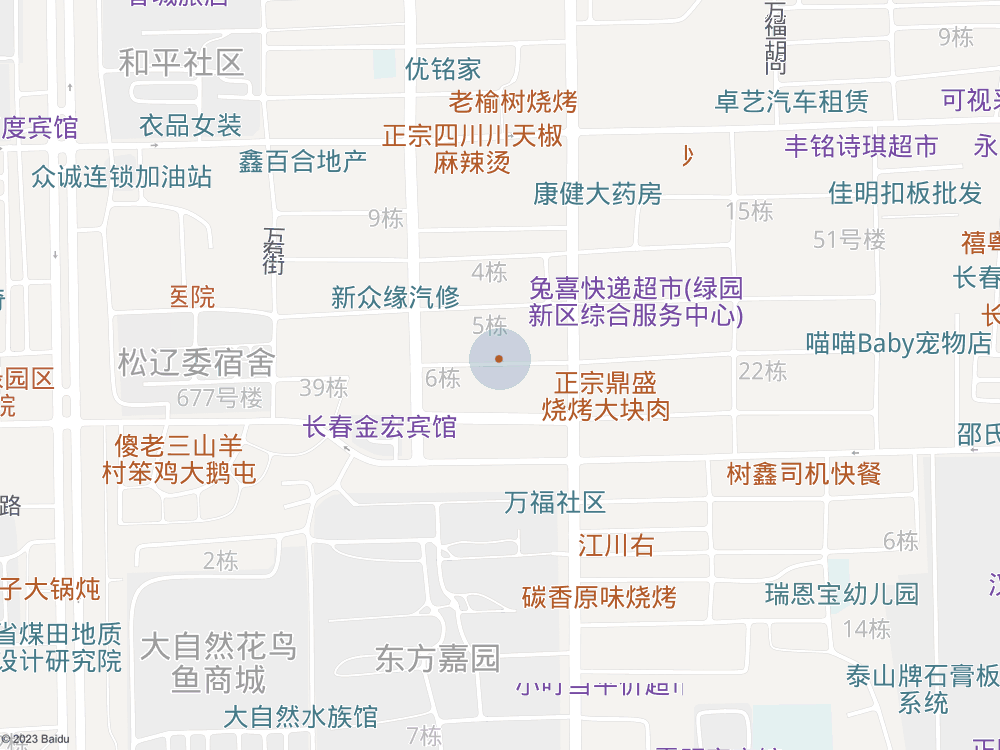 和平社区
9栋
优铭家
老榆树烧烤
卓艺汽车租赁
度宾馆
衣品女装
正宗四川川天椒
麻辣烫
丰铭诗琪超市
永
鑫百合地产
众诚连锁加油站
康健大药房
佳明扣板批发
9栋
15栋
51号楼
4栋
医院
新众缘汽修
兔喜快递超市(绿园
新区综合服务中心)
长春
5栋
喵喵Baby宠物店
松辽委宿舍
园区
院
39栋
6栋
22栋
677号楼
正宗鼎盛
烧烤大块肉
长春金宏宾馆
傻老三山羊
村笨鸡大鹅屯
树鑫司机快餐
路
万福社区
江川右
6栋
2栋
子大锅炖
碳香原味烧烤
瑞恩宝幼儿园
14栋
省煤田地质
设计研究院
大自然花鸟
鱼商城
东方嘉园
泰山牌石膏板
系统
大自然水族馆
7栋
© 2023 Baidu